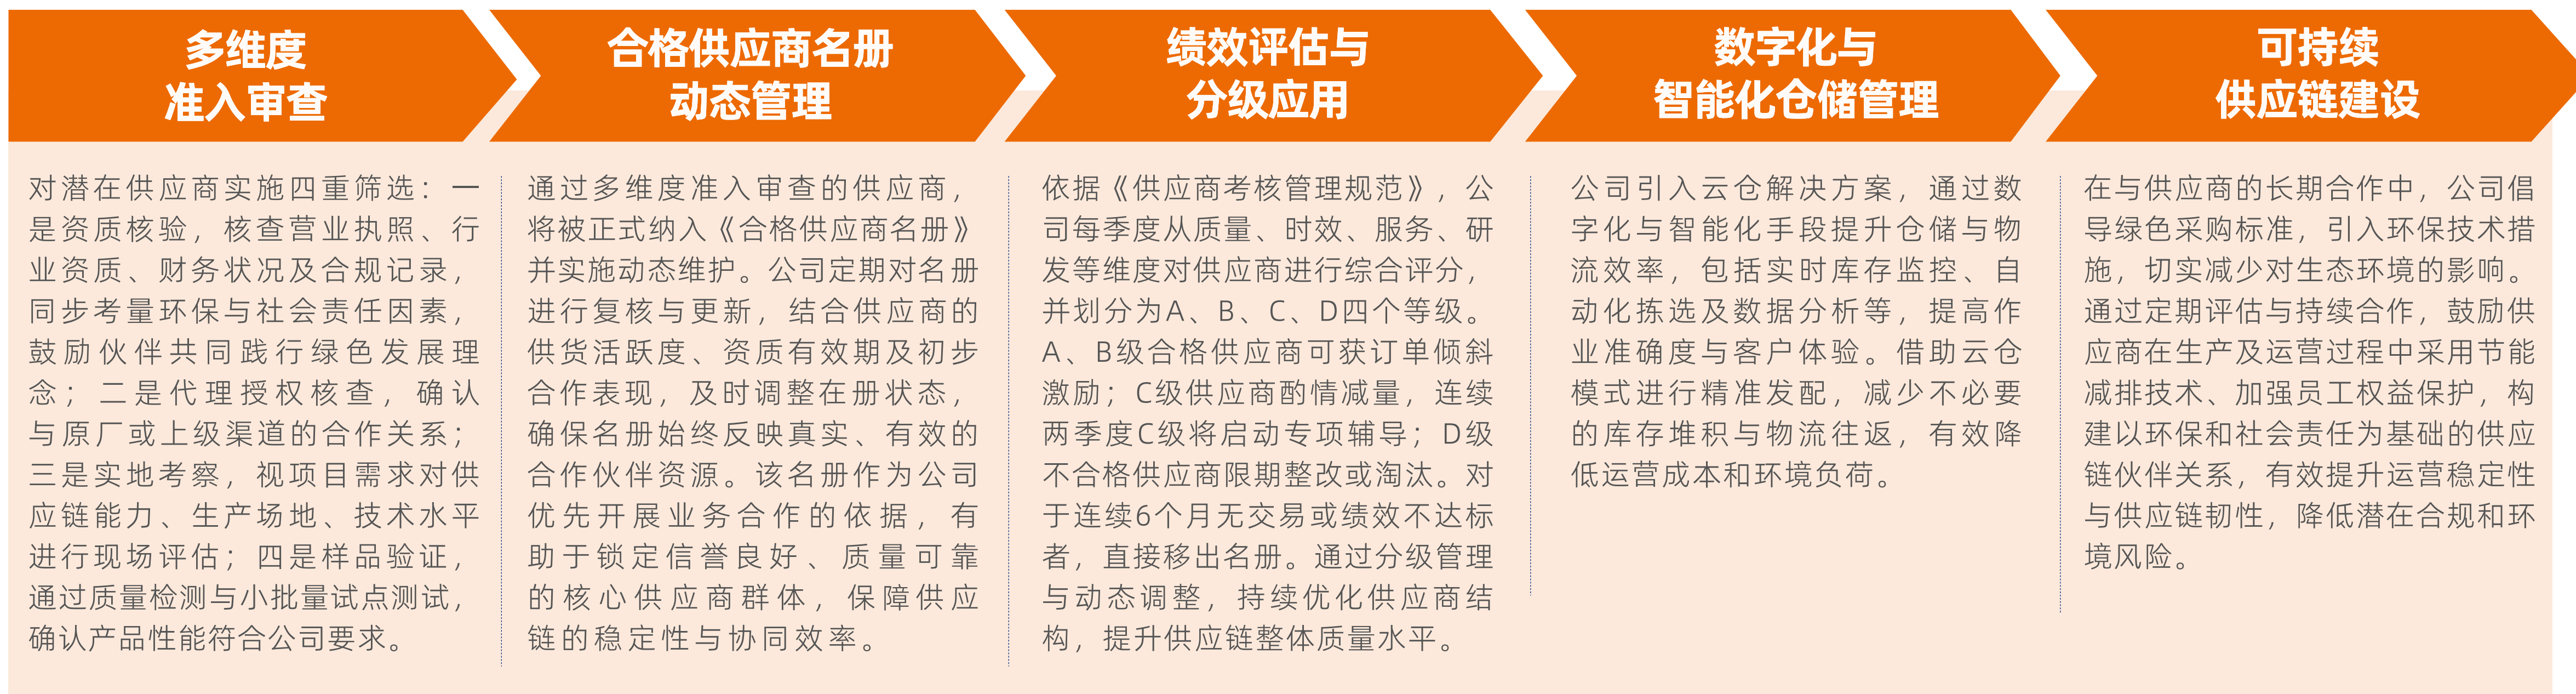 多维度
准入审查
对潜在供应商实施四重筛选：一
是资质核验，核查营业执照、行
业资质、财务状况及合规记录，
同步考量环保与社会责任因素，
鼓励伙伴共同践行绿色发展理
念；二是代理授权核查，确认
与原厂或上级渠道的合作关系；
三是实地考察，视项目需求对供
应链能力、生产场地、技术水平
进行现场评估；四是样品验证，
通过质量检测与小批量试点测试，
确认产品性能符合公司要求。
合格供应商名册
动态管理
通过多维度准入审查的供应商，
将被正式纳入《合格供应商名册》
并实施动态维护。公司定期对名册
进行复核与更新，结合供应商的
供货活跃度、资质有效期及初步
合作表现，及时调整在册状态，
确保名册始终反映真实、有效的
合作伙伴资源。该名册作为公司
优先开展业务合作的依据，有
助于锁定信誉良好、质量可靠
的核心供应商群体，保障供应
链的稳定性与协同效率。
绩效评估与
分级应用
依据《供应商考核管理规范》，公
司每季度从质量、时效、服务、研
发等维度对供应商进行综合评分，
并划分为A、B、C、D四个等级。
A、B级合格供应商可获订单倾斜
激励；C级供应商酌情减量，连续
两季度C级将启动专项辅导；D级
不合格供应商限期整改或淘汰。对
于连续6个月无交易或绩效不达标
者，直接移出名册。通过分级管理
与动态调整，持续优化供应商结
构，提升供应链整体质量水平。
数字化与
智能化仓储管理
公司引入云仓解决方案，通过数
字化与智能化手段提升仓储与物
流效率，包括实时库存监控、自
动化拣选及数据分析等，提高作
业准确度与客户体验。借助云仓
模式进行精准发配，减少不必要
的库存堆积与物流往返，有效降
低运营成本和环境负荷。
可持续
供应链建设
在与供应商的长期合作中，公司倡
导绿色采购标准，引入环保技术措
施，切实减少对生态环境的影响。
通过定期评估与持续合作，鼓励供
应商在生产及运营过程中采用节能
减排技术、加强员工权益保护，构
建以环保和社会责任为基础的供应
链伙伴关系，有效提升运营稳定性
与供应链韧性，降低潜在合规和环
境风险。